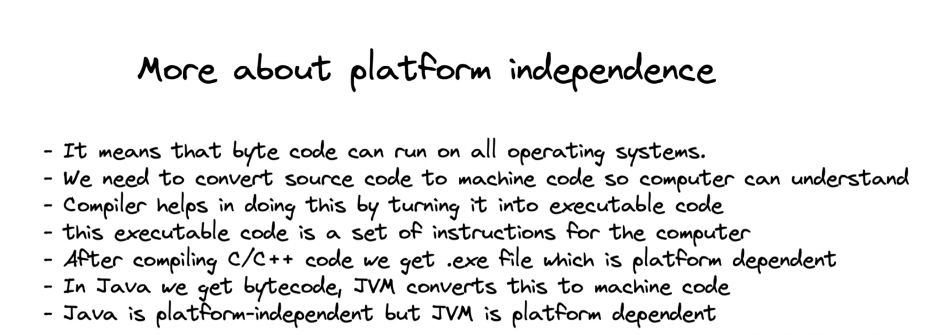 More about platform independence
- It means that byte code can run on all operating systems.
- We need to convert source code to machine code so computer can understand
- Compiler helps in doing this by turning it into executable code
- this executable code is a set of instructions for the computer
- After compiling C/C++ code we get .exe file which is platform dependent
- In Java we get bytecode, JVM converts this to machine code
- Java is platform-independent but JVM is platform dependent